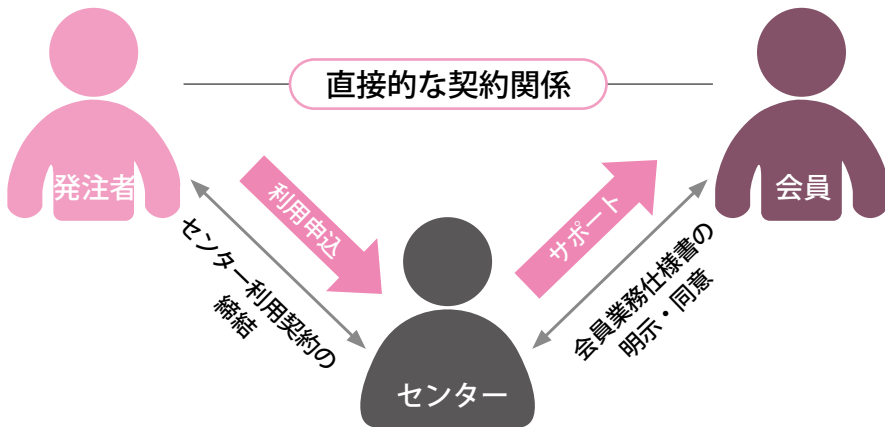 直接的な契約関係
発注者
会員
利用申込
サポート
センター利用契約の
締結
会員業務仕様書の
明示・同意
センター